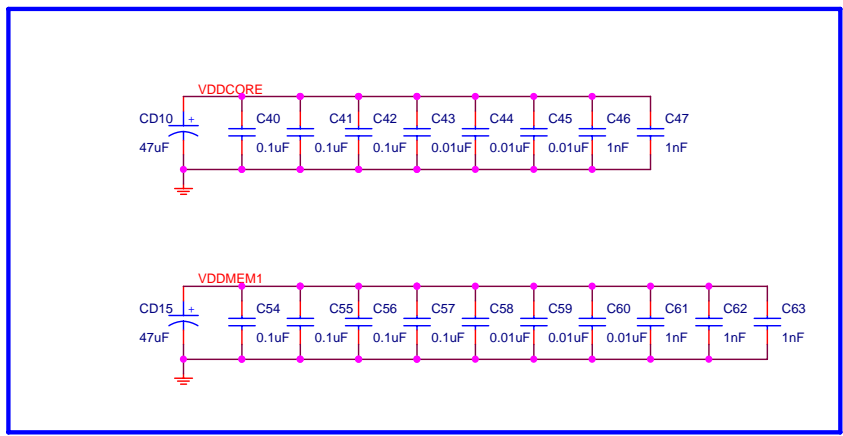 VDDCORE
CD10 + C40 C41 C42 C43 C44 C45 C46 C47
47uF 0.1uF 0.1uF 0.1uF 0.01uF 0.01uF 0.01uF 1nF 1nF
VDDMEM1
CD15 + C54 C55 C56 C57 C58 C59 C60 C61 C62 C63
47uF 0.1uF 0.1uF 0.1uF 0.1uF 0.01uF 0.01uF 0.01uF 1nF 1nF 1nF